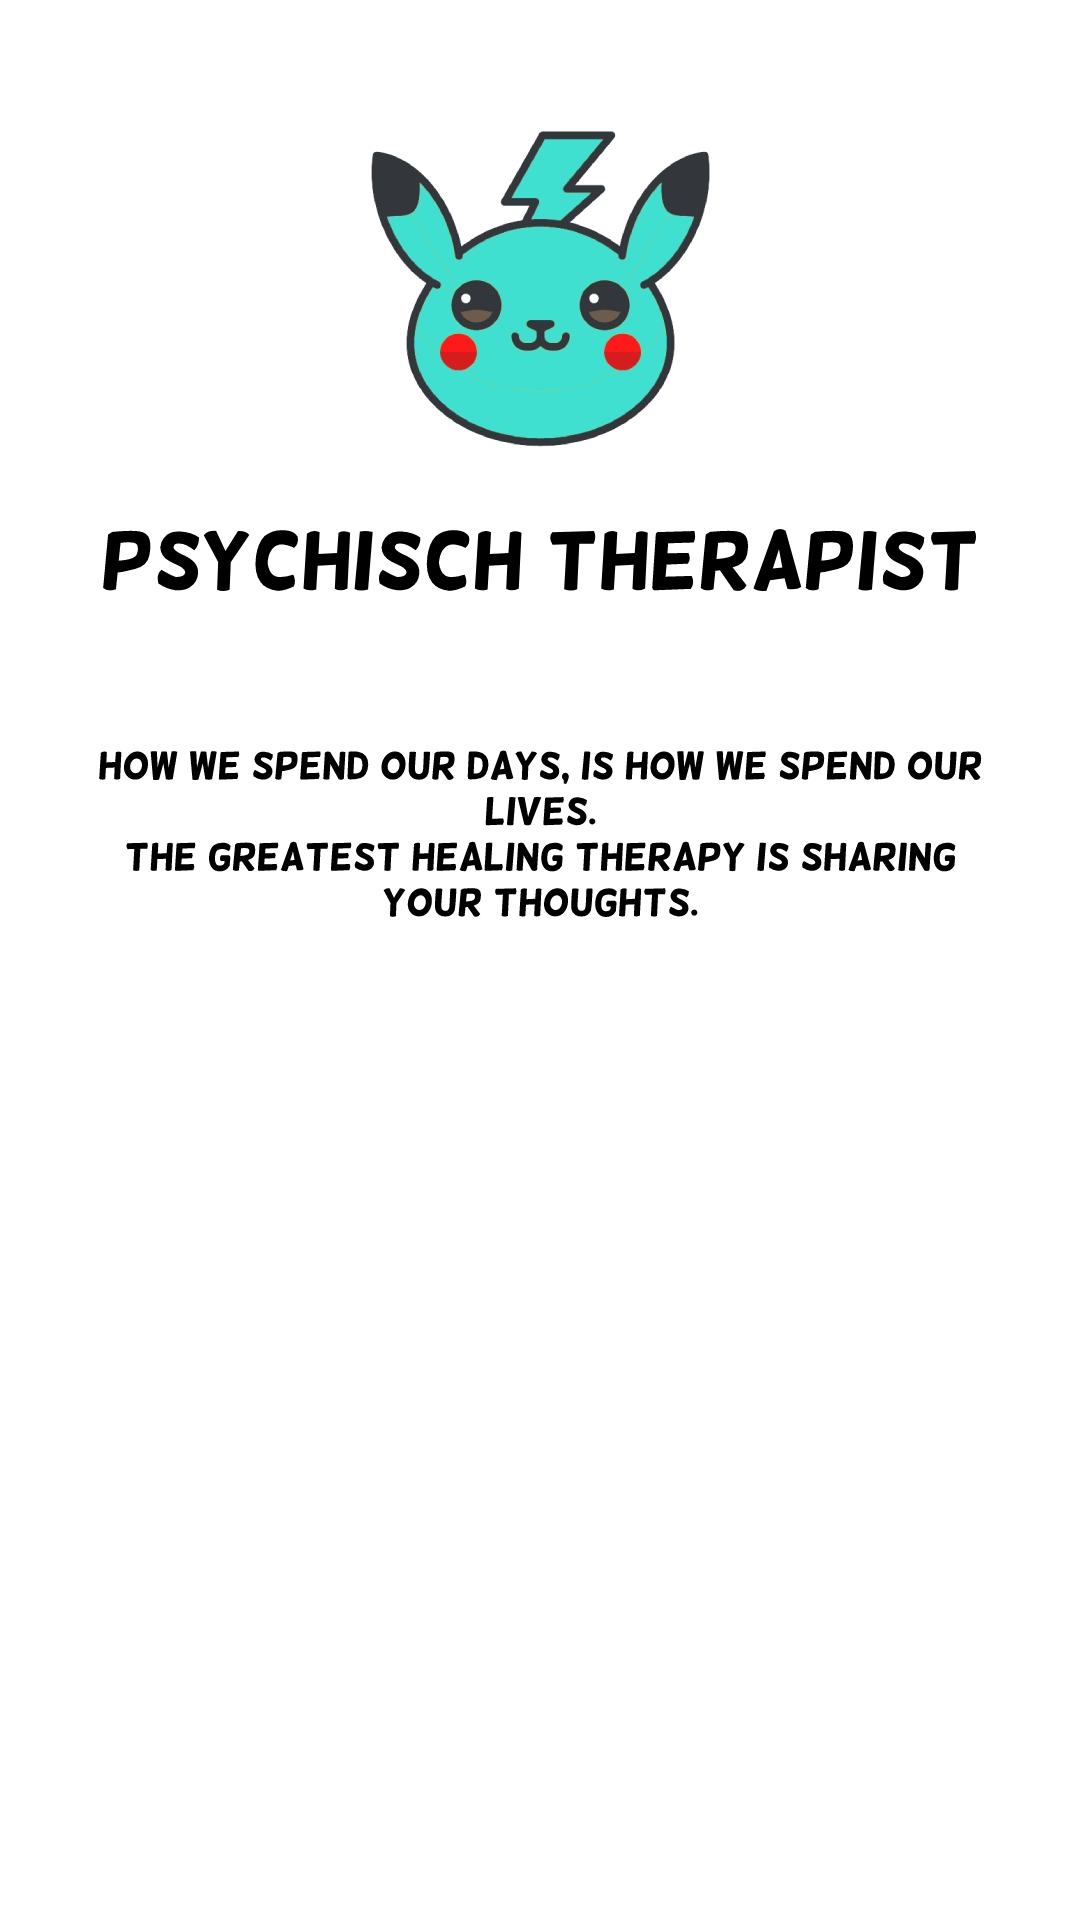 PSYCHISCH THERAPIST
HOW WE SPEND OUR DAYS, IS HOW WE SPEND OUR
LIVES.
THE GREATEST HEALING THERAPY IS SHARING
YOUR THOUGHTS.